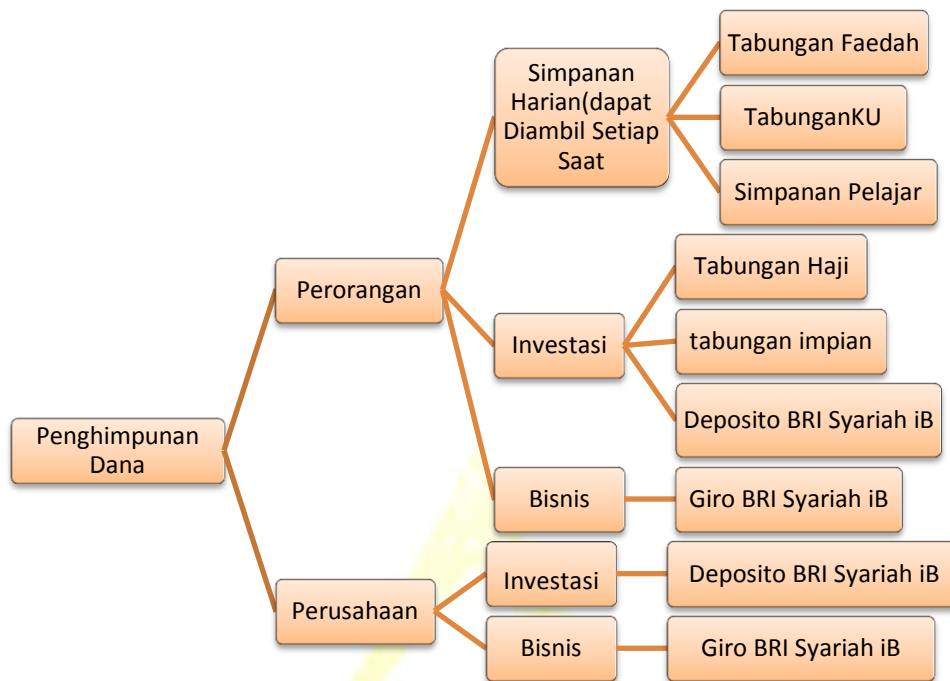 Penghimpunan
Dana
Perorangan
Simpanan
Harian(dapat
Diambil Setiap
Saat
Tabungan Faedah
TabunganKU
Simpanan Pelajar
Investasi
Tabungan Haji
tabungan impian
Deposito BRI Syariah iB
Bisnis
Giro BRI Syariah iB
Perusahaan
Investasi
Deposito BRI Syariah iB
Bisnis
Giro BRI Syariah iB